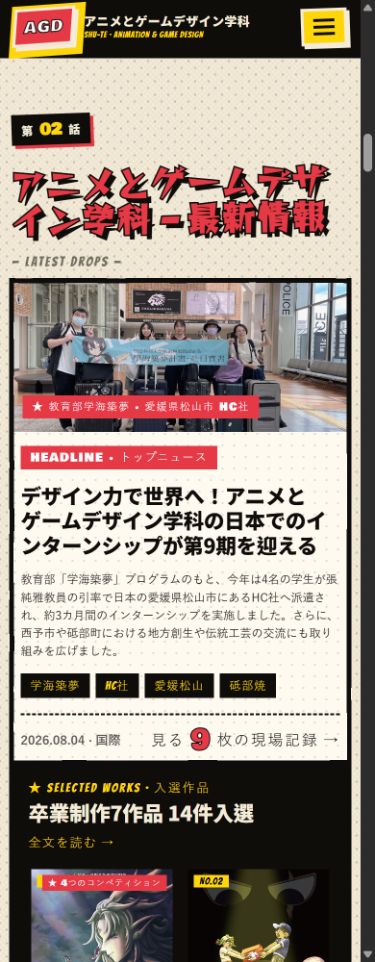 AGD
アニメとゲームデザイン学科
SHU-TE · ANIMATION & GAME DESIGN
第 02 話
アニメとゲームデザ
イン学科－最新情報
– LATEST DROPS –
POLICE
★ 教育部学海築夢・愛媛県松山市 HC社
HEADLINE・トップニュース
デザイン力で世界へ！アニメと
ゲームデザイン学科の日本でのイ
ンターンシップが第9期を迎える
教育部「学海築夢」プログラムのもと、今年は4名の学生が張
純雅教員の引率で日本の愛媛県松山市にあるHC社へ派遣さ
れ、約3カ月間のインターンシップを実施しました。さらに、
西予市や砥部町における地方創生や伝統工芸の交流にも取り
組みを広げました。
学海築夢 HC社 愛媛松山 砥部焼
2026.08.04 · 国際 見る 9 枚の現場記録 →
★ SELECTED WORKS・入選作品
卒業制作7作品 14件入選
全文を読む →
★ 4つのコンペティション
NO.02